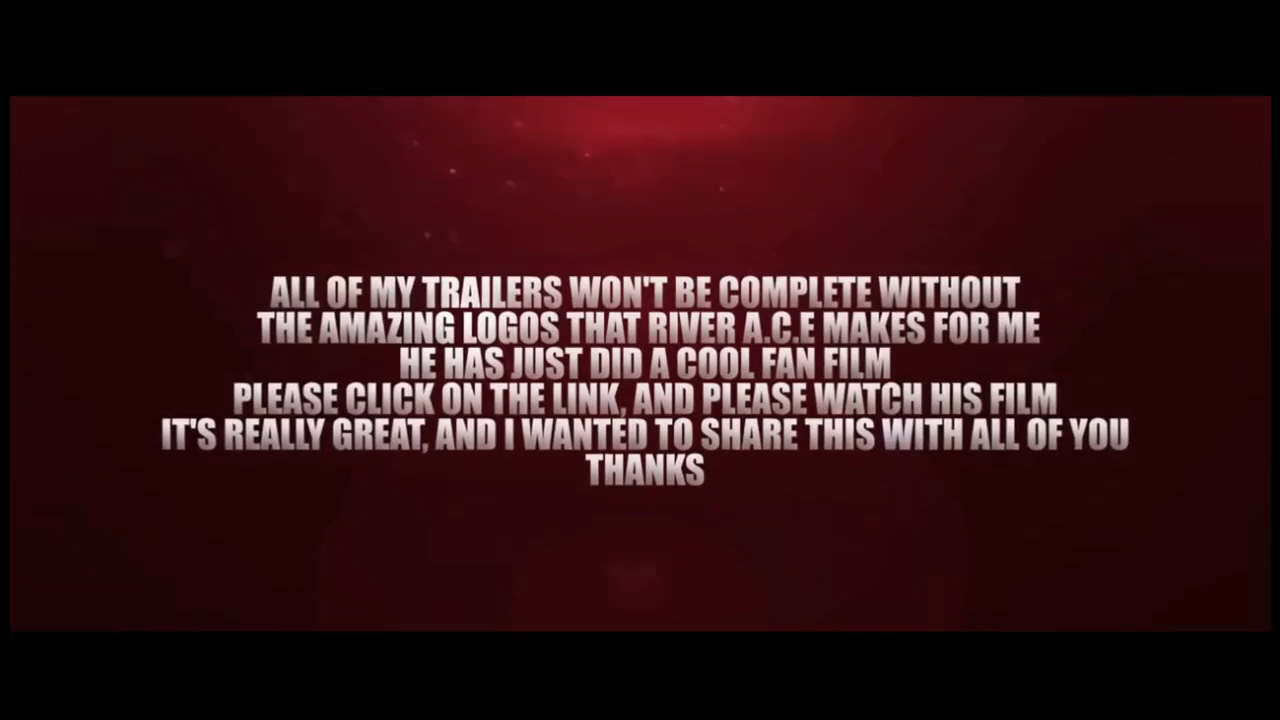 ALL OF MY TRAILERS WON'T BE COMPLETE WITHOUT
THE AMAZING LOGOS THAT RIVER A.C.E MAKES FOR ME
HE HAS JUST DID A COOL FAN FILM
PLEASE CLICK ON THE LINK, AND PLEASE WATCH HIS FILM
IT'S REALLY GREAT, AND I WANTED TO SHARE THIS WITH ALL OF YOU
THANKS